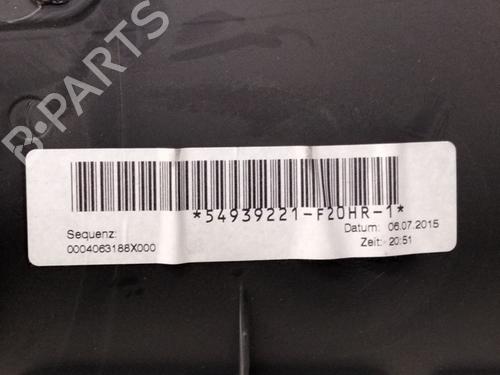 B-PARTS
*54939221-F20HR-1*
Sequenz:
0004063188X000
Datum: 06.07.2015
Zeit: 20:51